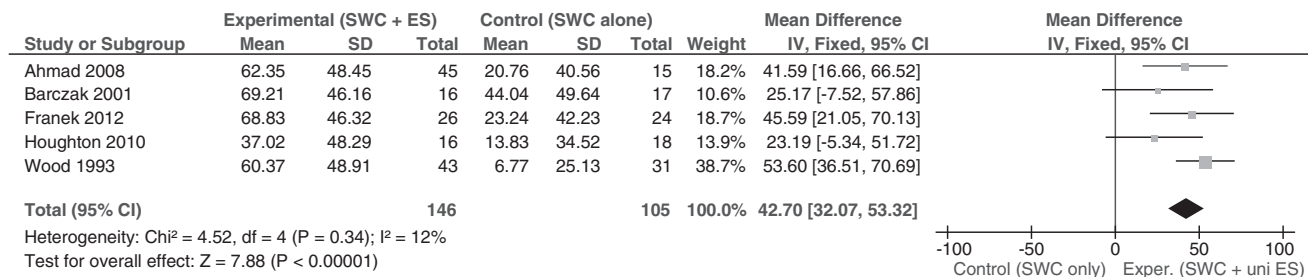 Experimental (SWC + ES) Control (SWC alone) Mean Difference Mean Difference
Study or Subgroup Mean SD Total Mean SD Total Weight IV, Fixed, 95% CI IV, Fixed, 95% CI
Ahmad 2008 62.35 48.45 45 20.76 40.56 15 18.2% 41.59 [16.66, 66.52]
Barczak 2001 69.21 46.16 16 44.04 49.64 17 10.6% 25.17 [-7.52, 57.86]
Franek 2012 68.83 46.32 26 23.24 42.23 24 18.7% 45.59 [21.05, 70.13]
Houghton 2010 37.02 48.29 16 13.83 34.52 18 13.9% 23.19 [-5.34, 51.72]
Wood 1993 60.37 48.91 43 6.77 25.13 31 38.7% 53.60 [36.51, 70.69]
Total (95% CI) 146 105 100.0% 42.70 [32.07, 53.32]
Heterogeneity: Chi² = 4.52, df = 4 (P = 0.34); I² = 12%
Test for overall effect: Z = 7.88 (P < 0.00001)
-100 -50 0 50 100
Control (SWC only) Exper. (SWC + uni ES)